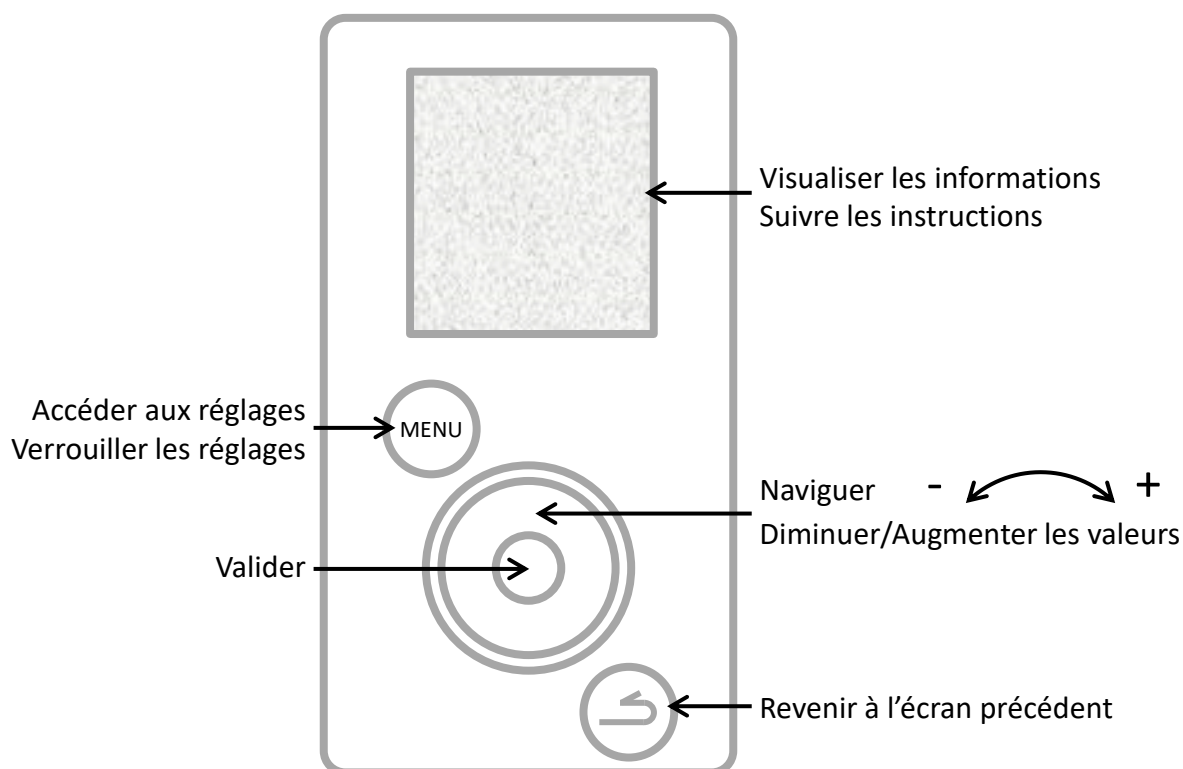 Visualiser les informations
Suivre les instructions
Accéder aux réglages
Verrouiller les réglages
MENU
Naviguer - +
Diminuer/Augmenter les valeurs
Valider
Revenir à l'écran précédent